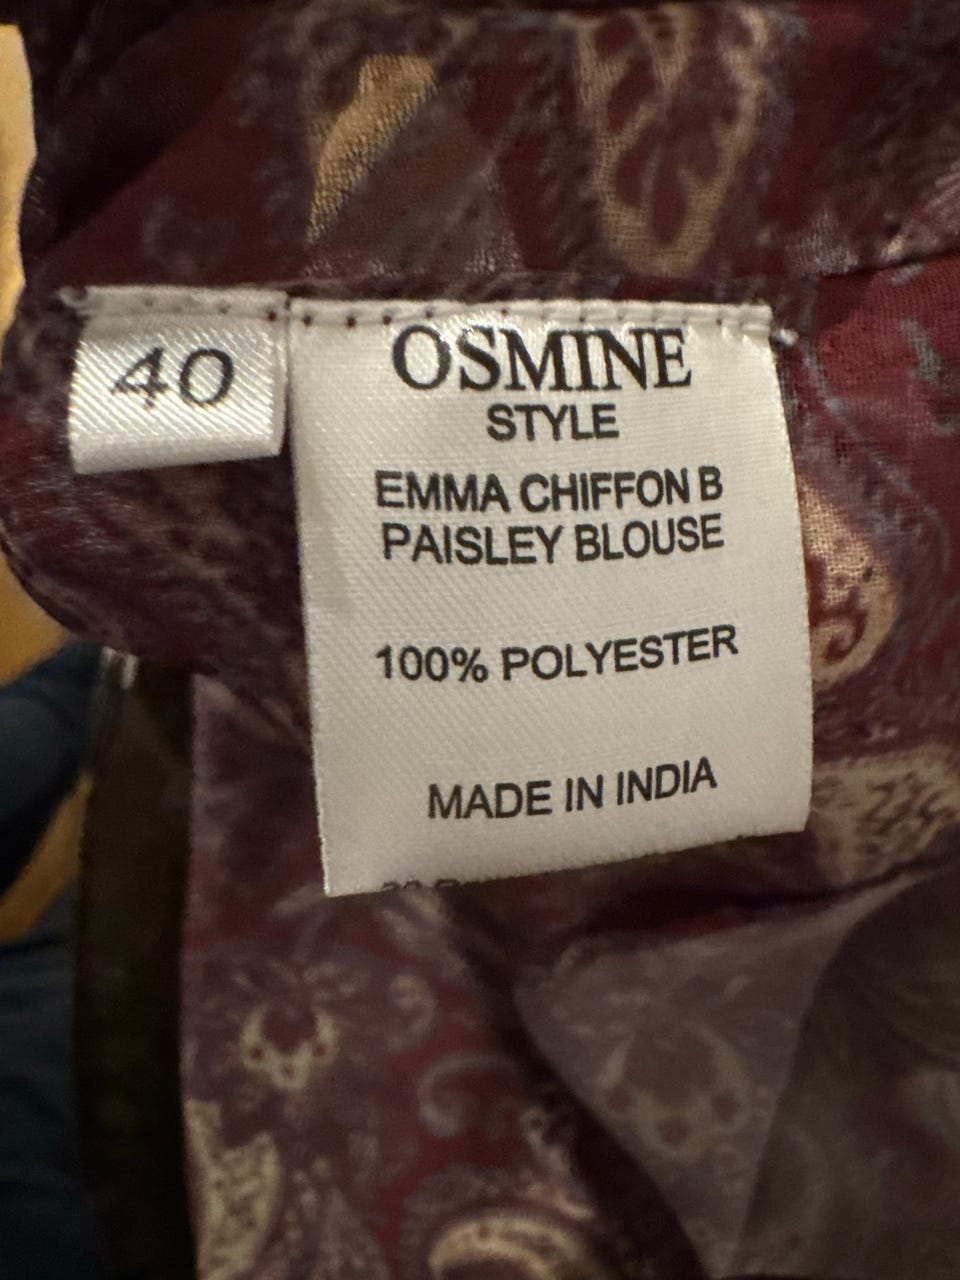 40
OSMINE
STYLE
EMMA CHIFFON B
PAISLEY BLOUSE
100% POLYESTER
MADE IN INDIA